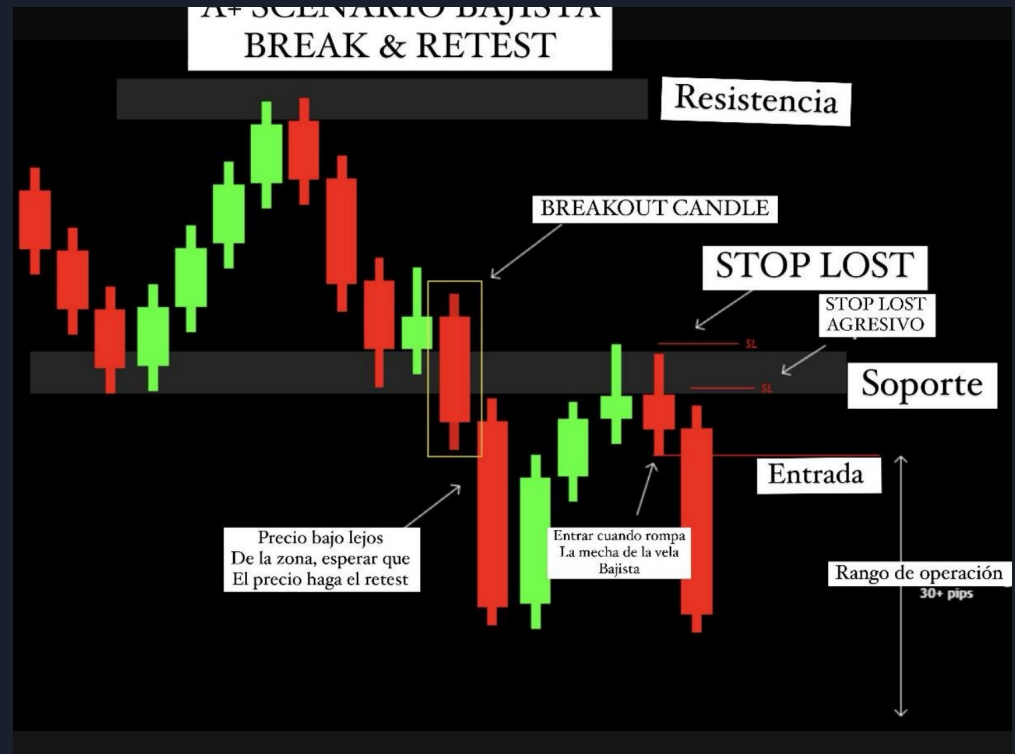 A+ SCENARIO BAJISTA
BREAK & RETEST
Resistencia
BREAKOUT CANDLE
STOP LOST
STOP LOST
AGRESIVO
SL
SL
Soporte
Entrada
Precio bajo lejos
De la zona, esperar que
El precio haga el retest
Entrar cuando rompa
La mecha de la vela
Bajista
Rango de operación
30+ pips